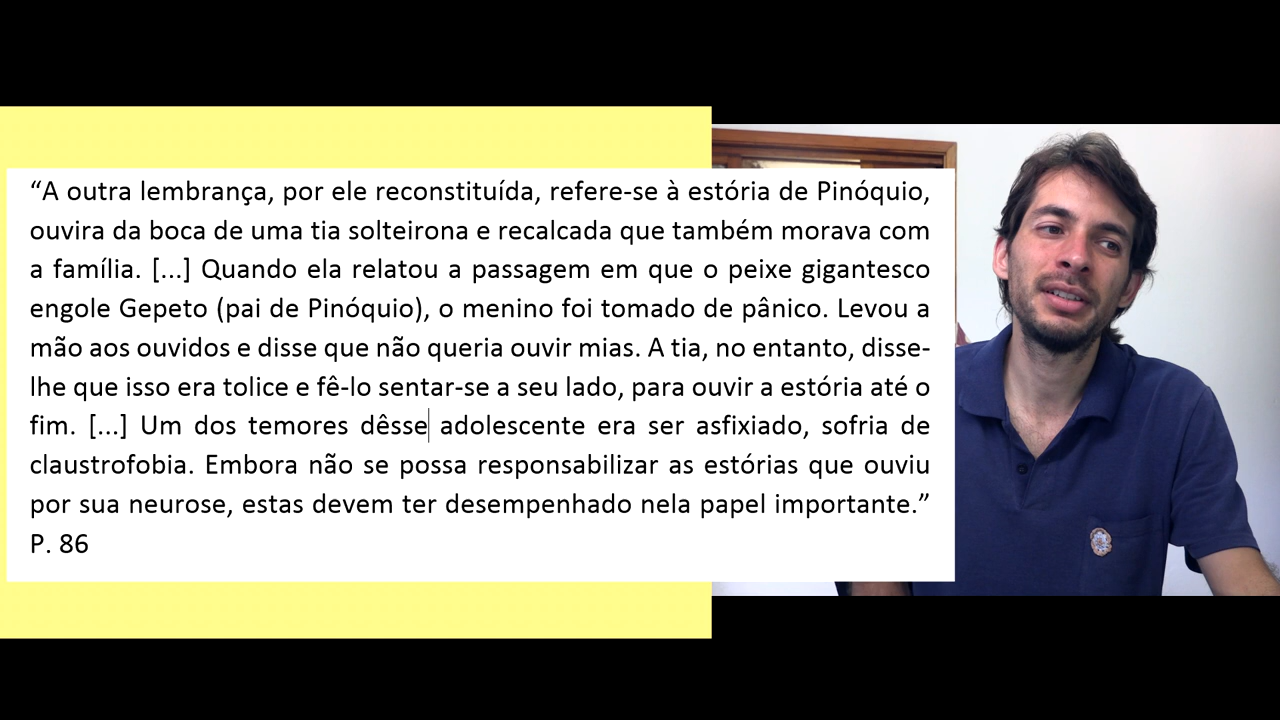 “A outra lembrança, por ele reconstituída, refere-se à estória de Pinóquio,
ouvira da boca de uma tia solteirona e recalcada que também morava com
a família. [...] Quando ela relatou a passagem em que o peixe gigantesco
engole Gepeto (pai de Pinóquio), o menino foi tomado de pânico. Levou a
mão aos ouvidos e disse que não queria ouvir mias. A tia, no entanto, disse-
lhe que isso era tolice e fê-lo sentar-se a seu lado, para ouvir a estória até o
fim. [...] Um dos temores dêsse adolescente era ser asfixiado, sofria de
claustrofobia. Embora não se possa responsabilizar as estórias que ouviu
por sua neurose, estas devem ter desempenhado nela papel importante.”
P. 86